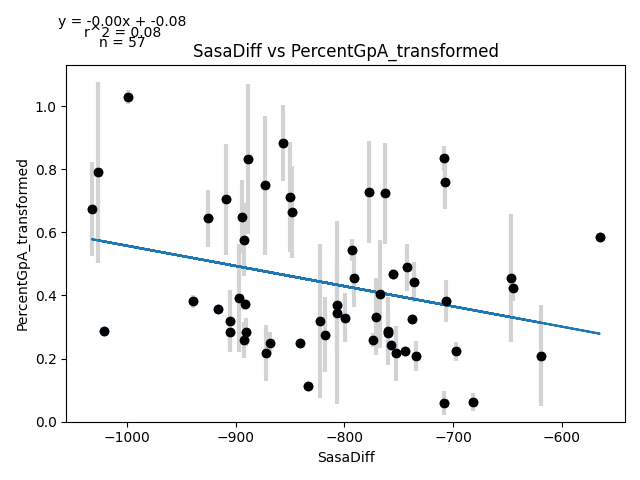 y = -0.00x + -0.08
r^2 = 0.08
n = 57
SasaDiff vs PercentGpA_transformed
1.0
0.8
0.6
0.4
0.2
0.0
PercentGpA_transformed
−1000
−900
−800
−700
−600
SasaDiff